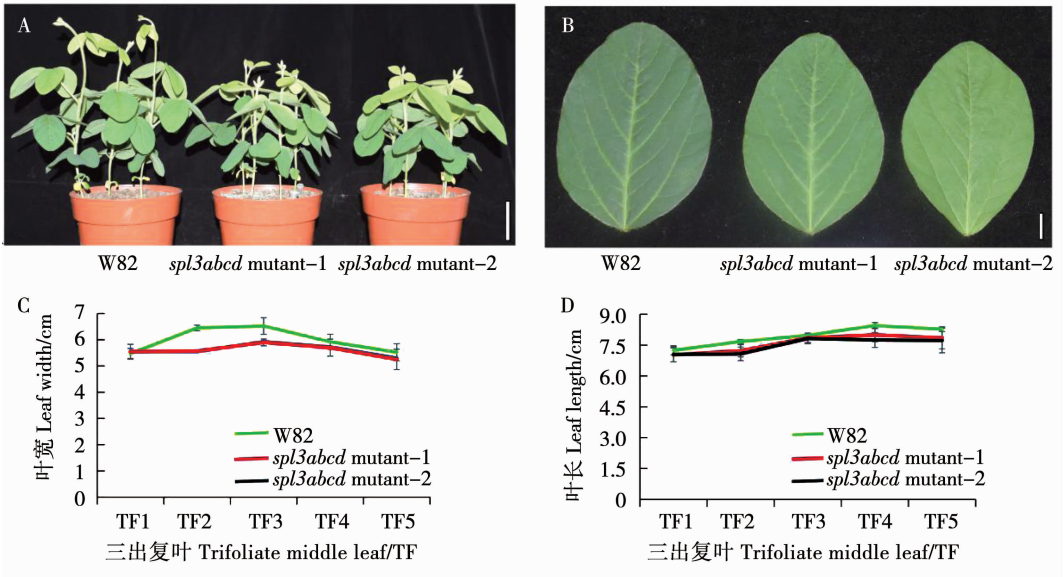 A
B
W82
spl3abcd mutant-1
spl3abcd mutant-2
W82
spl3abcd mutant-1
spl3abcd mutant-2
C
叶宽 Leaf width/cm
7
6
5
4
3
2
1
0
W82
spl3abcd mutant-1
spl3abcd mutant-2
TF1 TF2 TF3 TF4 TF5
三出复叶 Trifoliate middle leaf/TF
D
叶长 Leaf length/cm
9.0
7.5
6.0
4.5
3.0
1.5
0
W82
spl3abcd mutant-1
spl3abcd mutant-2
TF1 TF2 TF3 TF4 TF5
三出复叶 Trifoliate middle leaf/TF